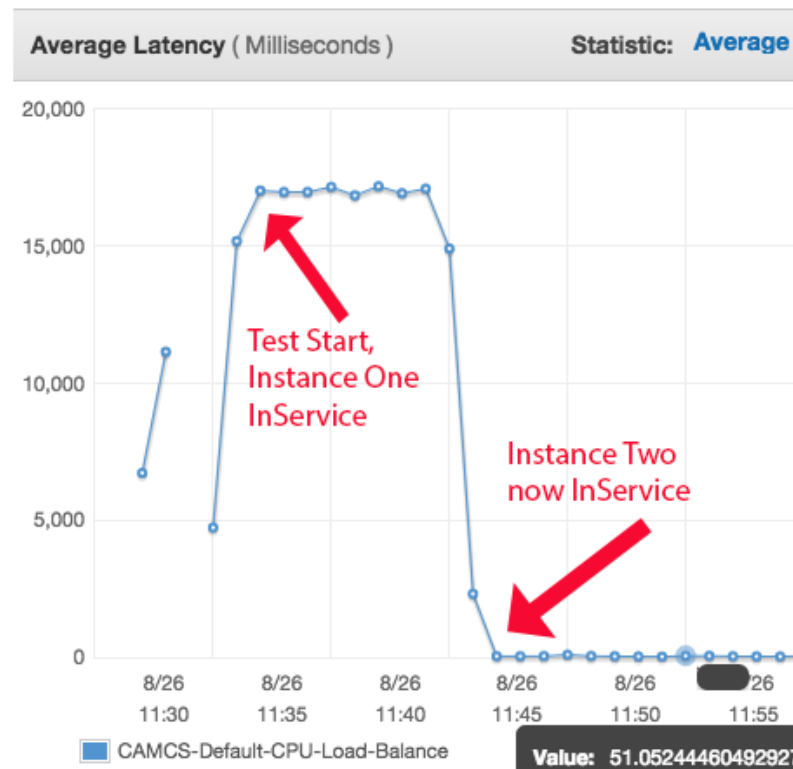 Average Latency ( Milliseconds )
Statistic: Average
20,000
15,000
10,000
5,000
0
Test Start,
Instance One
InService
Instance Two
now InService
8/26 8/26 8/26 8/26 8/26 /26
11:30 11:35 11:40 11:45 11:50 11:55
CAMCS-Default-CPU-Load-Balance
Value: 51.05244460492927